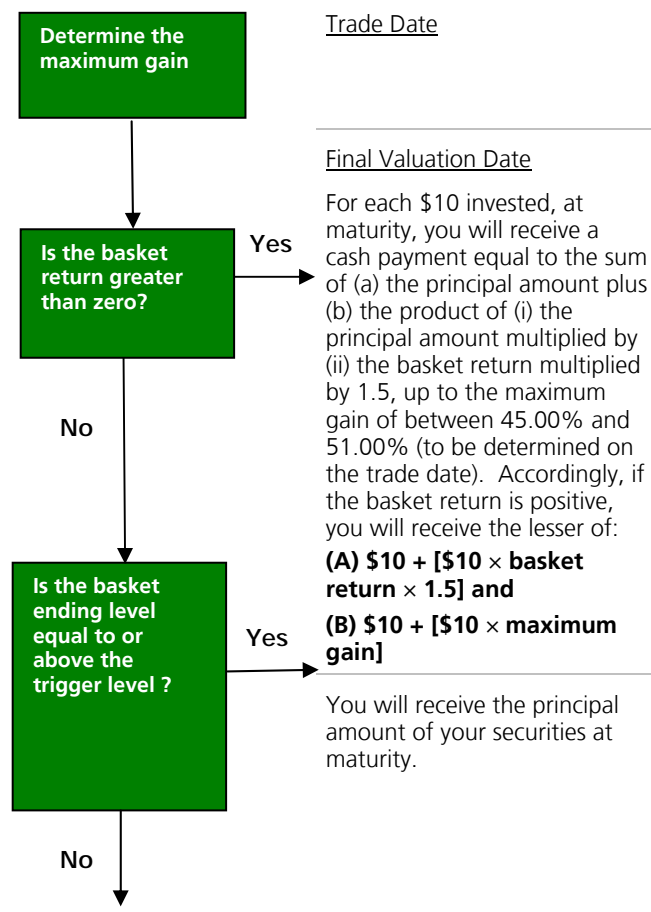 Determine the
maximum gain
Trade Date
Final Valuation Date
Is the basket
return greater
than zero?
Yes
For each $10 invested, at
maturity, you will receive a
cash payment equal to the sum
of (a) the principal amount plus
(b) the product of (i) the
principal amount multiplied by
(ii) the basket return multiplied
by 1.5, up to the maximum
gain of between 45.00% and
51.00% (to be determined on
the trade date).  Accordingly, if
the basket return is positive,
you will receive the lesser of:
(A) $10 + [$10 × basket
return × 1.5] and
(B) $10 + [$10 × maximum
gain]
No
Is the basket
ending level
equal to or
above the
trigger level ?
Yes
You will receive the principal
amount of your securities at
maturity.
No